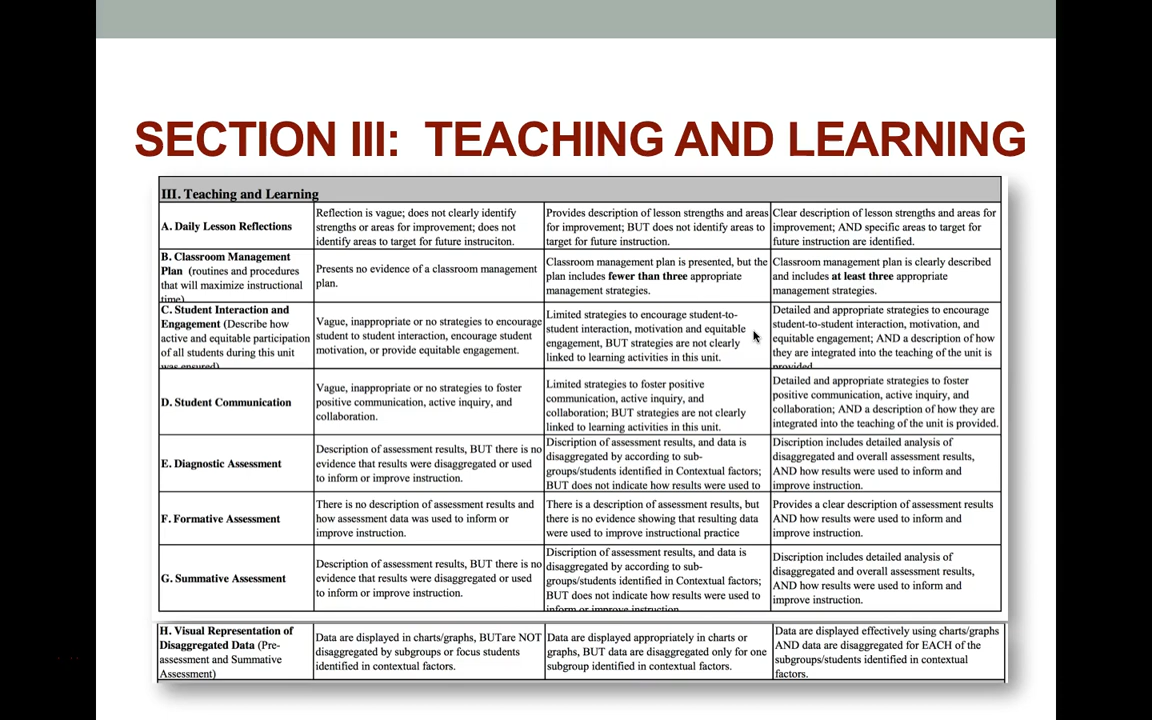 SECTION III: TEACHING AND LEARNING
III. Teaching and Learning
A. Daily Lesson Reflections
Reflection is vague; does not clearly identify
strengths or areas for improvement; does not
identify areas to target for future instruciton.
Provides description of lesson strengths and areas
for improvement; BUT does not identify areas to
target for future instruction.
Clear description of lesson strengths and areas for
improvement; AND specific areas to target for
future instruction are identified.
B. Classroom Management
Plan (routines and procedures
that will maximize instructional
time)
Presents no evidence of a classroom management
plan.
Classroom management plan is presented, but the
plan includes fewer than three appropriate
management strategies.
Classroom management plan is clearly described
and includes at least three appropriate
management strategies.
C. Student Interaction and
Engagement (Describe how
active and equitable participation
of all students during this unit
was ensured)
Vague, inappropriate or no strategies to encourage
student to student interaction, encourage student
motivation, or provide equitable engagement.
Limited strategies to encourage student-to-
student interaction, motivation and equitable
engagement, BUT strategies are not clearly
linked to learning activities in this unit.
Detailed and appropriate strategies to encourage
student-to-student interaction, motivation, and
equitable engagement; AND a description of how
they are integrated into the teaching of the unit is
provided.
D. Student Communication
Vague, inappropriate or no strategies to foster
positive communication, active inquiry, and
collaboration.
Limited strategies to foster positive
communication, active inquiry, and
collaboration; BUT strategies are not clearly
linked to learning activities in this unit.
Detailed and appropriate strategies to foster
positive communication, active inquiry, and
collaboration; AND a description of how they are
integrated into the teaching of the unit is provided.
E. Diagnostic Assessment
Description of assessment results, BUT there is no
evidence that results were disaggregated or used
to inform or improve instruction.
Discription of assessment results, and data is
disaggregated by according to sub-
groups/students identified in Contextual factors;
BUT does not indicate how results were used to
Discription includes detailed analysis of
disaggregated and overall assessment results,
AND how results were used to inform and
improve instruction.
F. Formative Assessment
There is no description of assessment results and
how assessment data was used to inform or
improve instruction.
There is a description of assessment results, but
there is no evidence showing that resulting data
were used to improve instructional practice
Provides a clear description of assessment results
AND how results were used to inform and
improve instruction.
G. Summative Assessment
Description of assessment results, BUT there is no
evidence that results were disaggregated or used
to inform or improve instruction.
Discription of assessment results, and data is
disaggregated by according to sub-
groups/students identified in Contextual factors;
BUT does not indicate how results were used to
inform or improve instruction.
Discription includes detailed analysis of
disaggregated and overall assessment results,
AND how results were used to inform and
improve instruction.
H. Visual Representation of
Disaggregated Data (Pre-
assessment and Summative
Assessment)
Data are displayed in charts/graphs, BUTare NOT
disaggregated by subgroups or focus students
identified in contextual factors.
Data are displayed appropriately in charts or
graphs, BUT data are disaggregated only for one
subgroup identified in contextual factors.
Data are displayed effectively using charts/graphs
AND data are disaggregated for EACH of the
subgroups/students identified in contextual
factors.